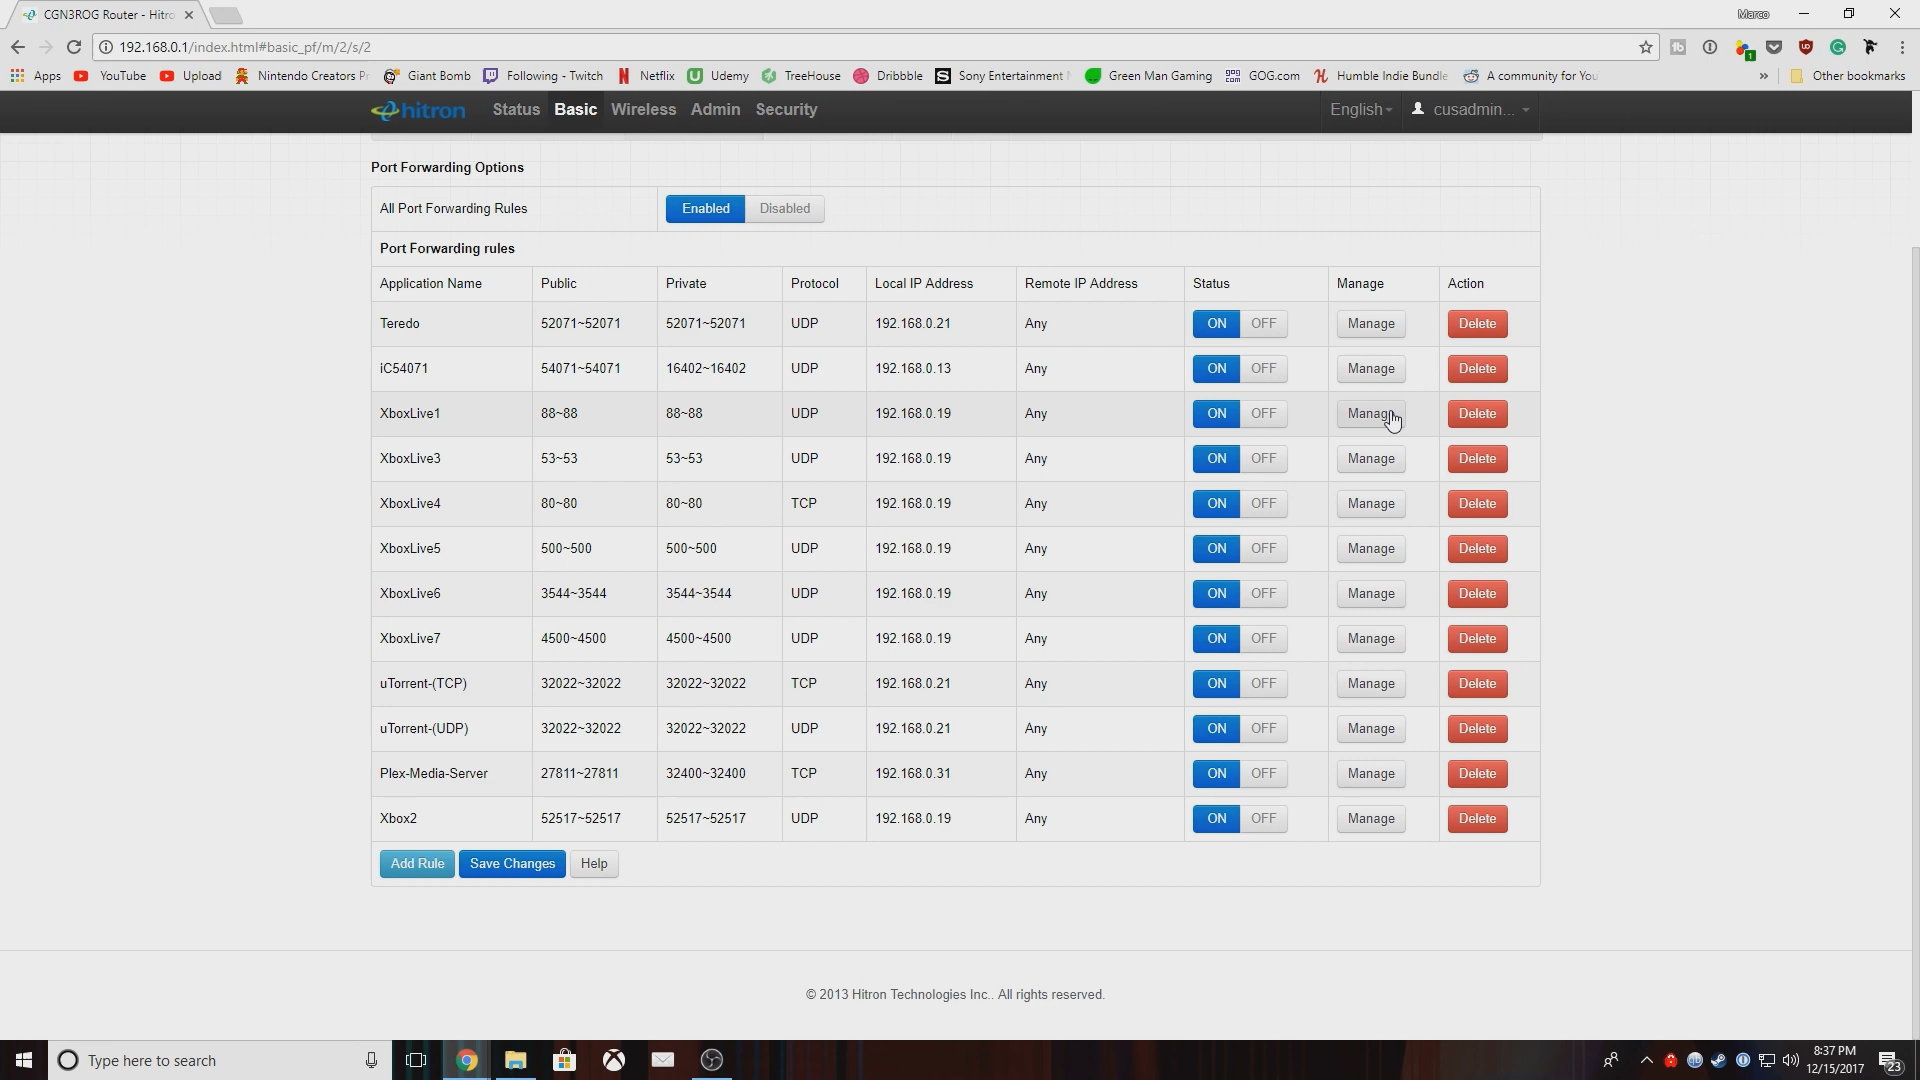 CGN3ROG Router - Hitro
Marco
192.168.0.1/index.html#basic_pf/m/2/s/2
Apps YouTube Upload Nintendo Creators Pr Giant Bomb Following - Twitch Netflix Udemy TreeHouse Dribbble Sony Entertainment Green Man Gaming GOG.com Humble Indie Bundle A community for You » Other bookmarks
hitron Status Basic Wireless Admin Security English cusadmin...
Port Forwarding Options
All Port Forwarding Rules Enabled Disabled
Port Forwarding rules
Application Name Public Private Protocol Local IP Address Remote IP Address Status Manage Action
Teredo 52071~52071 52071~52071 UDP 192.168.0.21 Any ON OFF Manage Delete
iC54071 54071~54071 16402~16402 UDP 192.168.0.13 Any ON OFF Manage Delete
XboxLive1 88~88 88~88 UDP 192.168.0.19 Any ON OFF Manage Delete
XboxLive3 53~53 53~53 UDP 192.168.0.19 Any ON OFF Manage Delete
XboxLive4 80~80 80~80 TCP 192.168.0.19 Any ON OFF Manage Delete
XboxLive5 500~500 500~500 UDP 192.168.0.19 Any ON OFF Manage Delete
XboxLive6 3544~3544 3544~3544 UDP 192.168.0.19 Any ON OFF Manage Delete
XboxLive7 4500~4500 4500~4500 UDP 192.168.0.19 Any ON OFF Manage Delete
uTorrent-(TCP) 32022~32022 32022~32022 TCP 192.168.0.21 Any ON OFF Manage Delete
uTorrent-(UDP) 32022~32022 32022~32022 UDP 192.168.0.21 Any ON OFF Manage Delete
Plex-Media-Server 27811~27811 32400~32400 TCP 192.168.0.31 Any ON OFF Manage Delete
Xbox2 52517~52517 52517~52517 UDP 192.168.0.19 Any ON OFF Manage Delete
Add Rule Save Changes Help
© 2013 Hitron Technologies Inc.. All rights reserved.
Type here to search
8:37 PM
12/15/2017
23